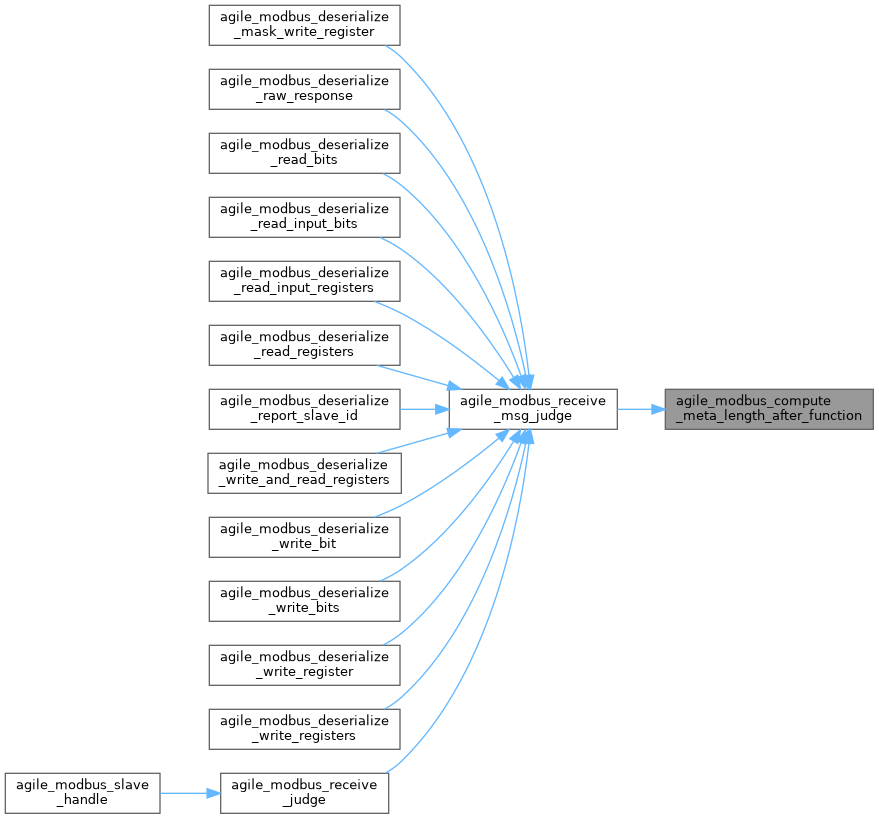 agile_modbus_deserialize
_mask_write_register
agile_modbus_deserialize
_raw_response
agile_modbus_deserialize
_read_bits
agile_modbus_deserialize
_read_input_bits
agile_modbus_deserialize
_read_input_registers
agile_modbus_deserialize
_read_registers
agile_modbus_deserialize
_report_slave_id
agile_modbus_receive
_msg_judge
agile_modbus_compute
_meta_length_after_function
agile_modbus_deserialize
_write_and_read_registers
agile_modbus_deserialize
_write_bit
agile_modbus_deserialize
_write_bits
agile_modbus_deserialize
_write_register
agile_modbus_deserialize
_write_registers
agile_modbus_slave
_handle
agile_modbus_receive
_judge